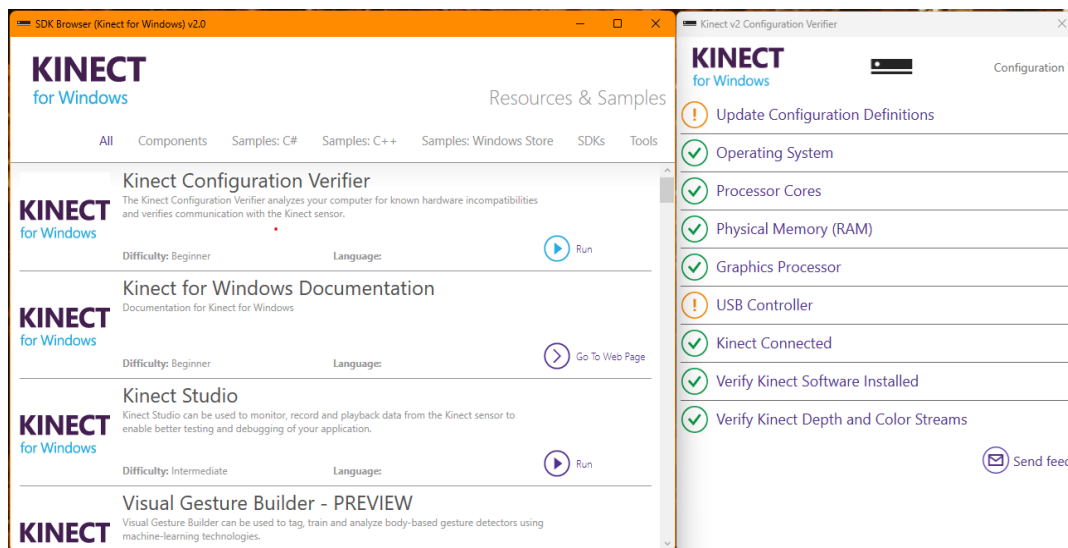 SDK Browser (Kinect for Windows) v2.0
KINECT
for Windows
Resources & Samples
All Components Samples: C# Samples: C++ Samples: Windows Store SDKs Tools
KINECT
for Windows
Kinect Configuration Verifier
The Kinect Configuration Verifier analyzes your computer for known hardware incompatibilities
and verifies communication with the Kinect sensor.
Difficulty: Beginner Language:
Run
KINECT
for Windows
Kinect for Windows Documentation
Documentation for Kinect for Windows
Difficulty: Beginner Language:
Go To Web Page
KINECT
for Windows
Kinect Studio
Kinect Studio can be used to monitor, record and playback data from the Kinect sensor to
enable better testing and debugging of your application.
Difficulty: Intermediate Language:
Run
KINECT
Visual Gesture Builder - PREVIEW
Visual Gesture Builder can be used to tag, train and analyze body-based gesture detectors using
machine-learning technologies.
Kinect v2 Configuration Verifier
KINECT
for Windows
Configuration
Update Configuration Definitions
Operating System
Processor Cores
Physical Memory (RAM)
Graphics Processor
USB Controller
Kinect Connected
Verify Kinect Software Installed
Verify Kinect Depth and Color Streams
Send feed